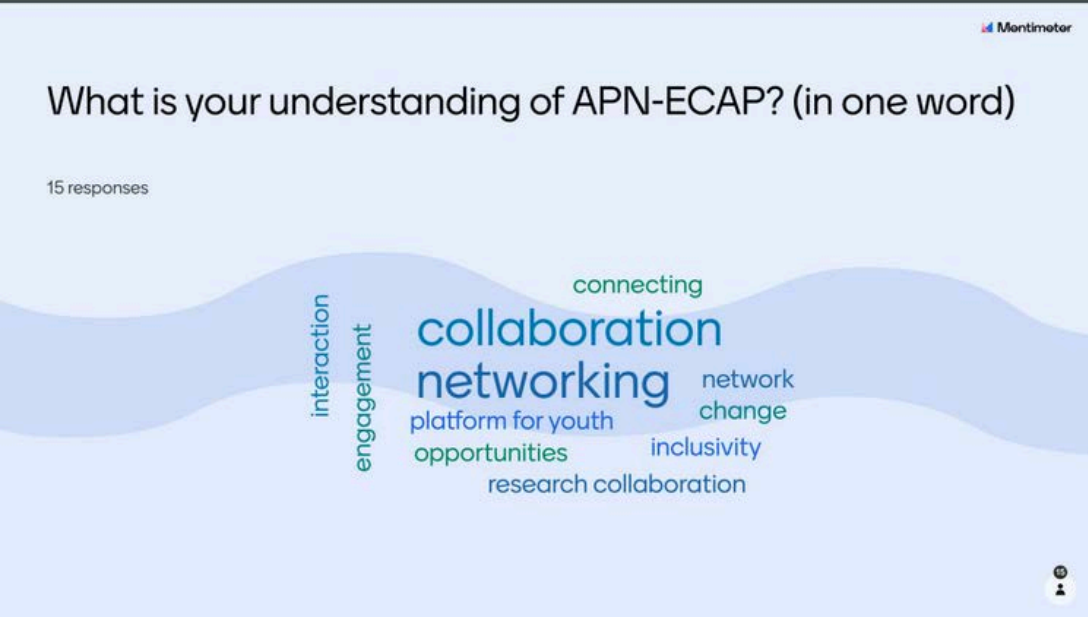 Mentimeter
What is your understanding of APN-ECAP? (in one word)
15 responses
connecting
interaction
engagement
collaboration
networking
network
change
platform for youth
inclusivity
opportunities
research collaboration
15